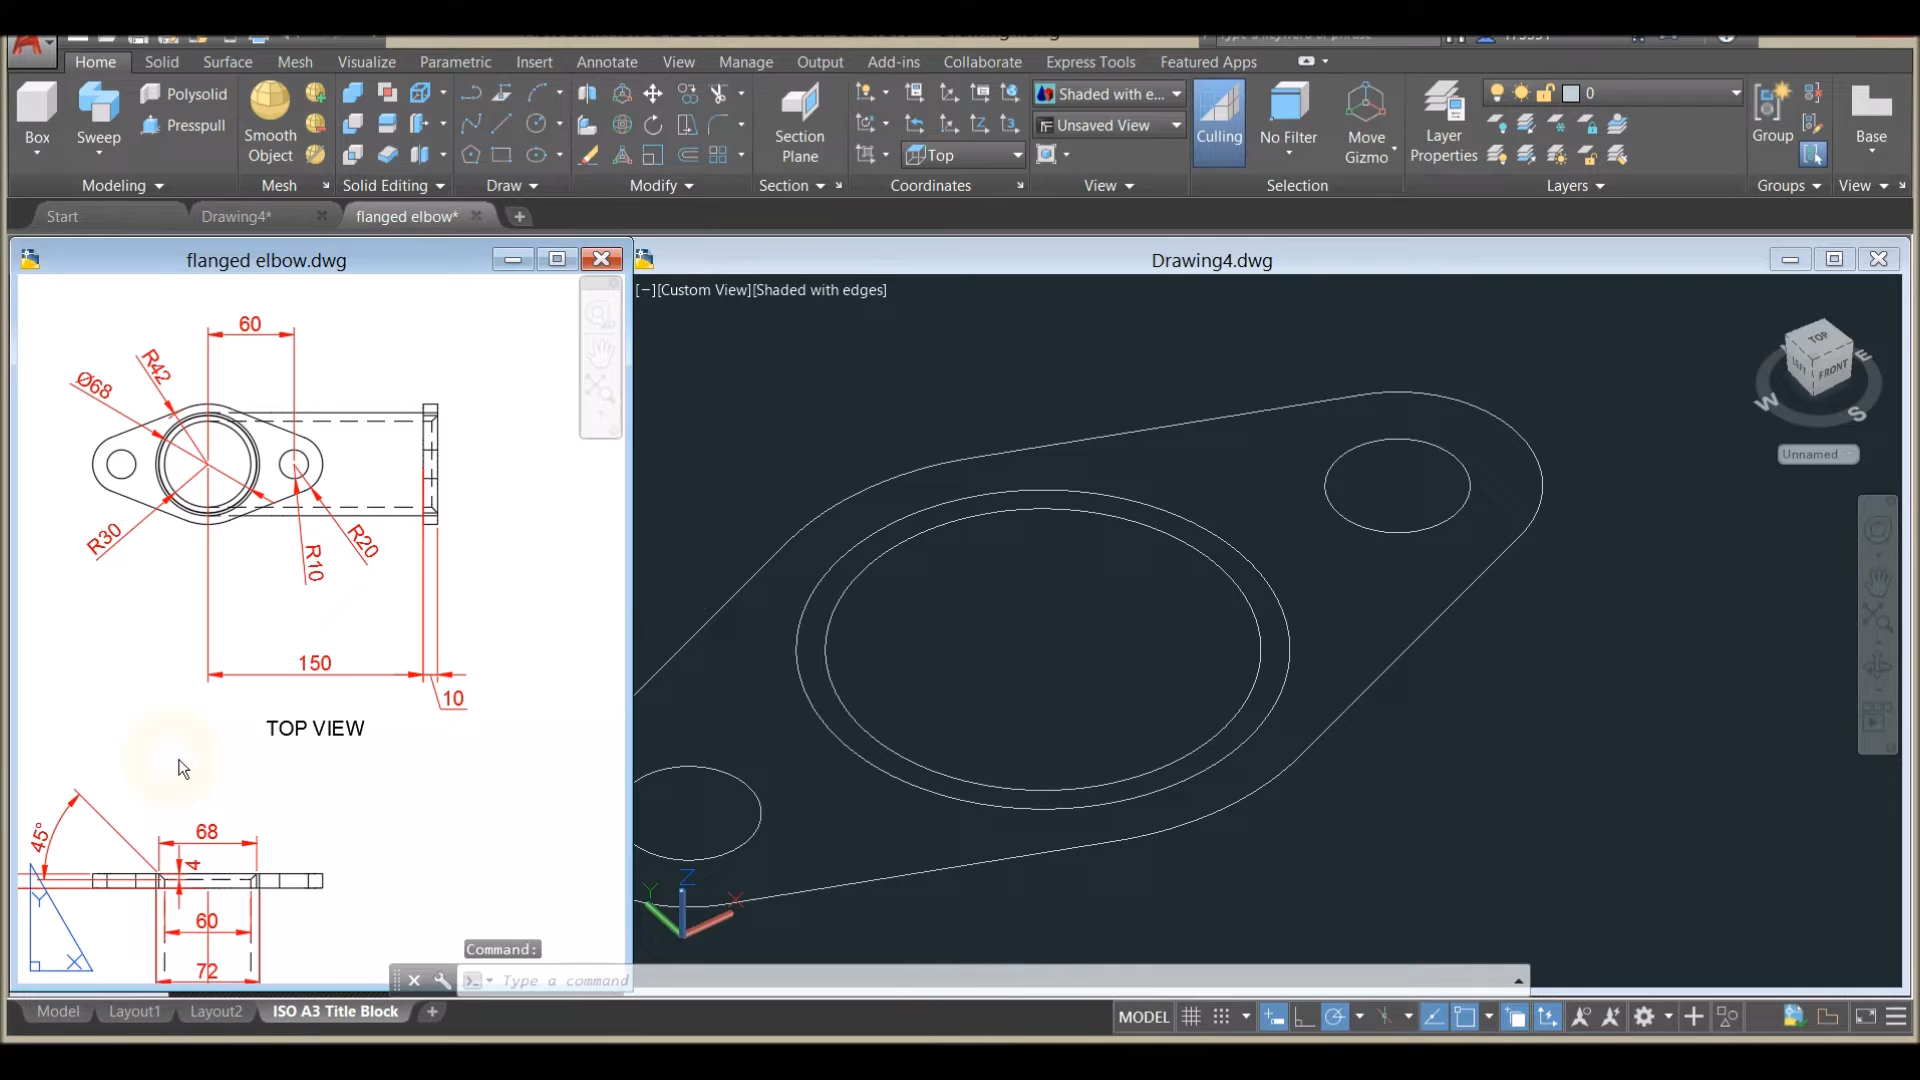 Home Solid Surface Mesh Visualize Parametric Insert Annotate View Manage Output Add-ins Collaborate Express Tools Featured Apps
Box
Sweep
Polysolid
Presspull
Smooth
Object
Section
Plane
Top
Shaded with e...
Unsaved View
Culling
No Filter
Move
Gizmo
Layer
Properties
0
Group
Base
Modeling Mesh Solid Editing Draw Modify Section Coordinates View Selection Layers Groups View
Start Drawing4* flanged elbow*
flanged elbow.dwg
Drawing4.dwg
[−][Custom View][Shaded with edges]
60
R42
Ø68
R30
R10
R20
150
10
TOP VIEW
45°
68
4
60
72
Y
X
TOP
LEFT
FRONT
W
S
E
Unnamed
Z
Y
X
Command:
Type a command
Model Layout1 Layout2 ISO A3 Title Block
MODEL